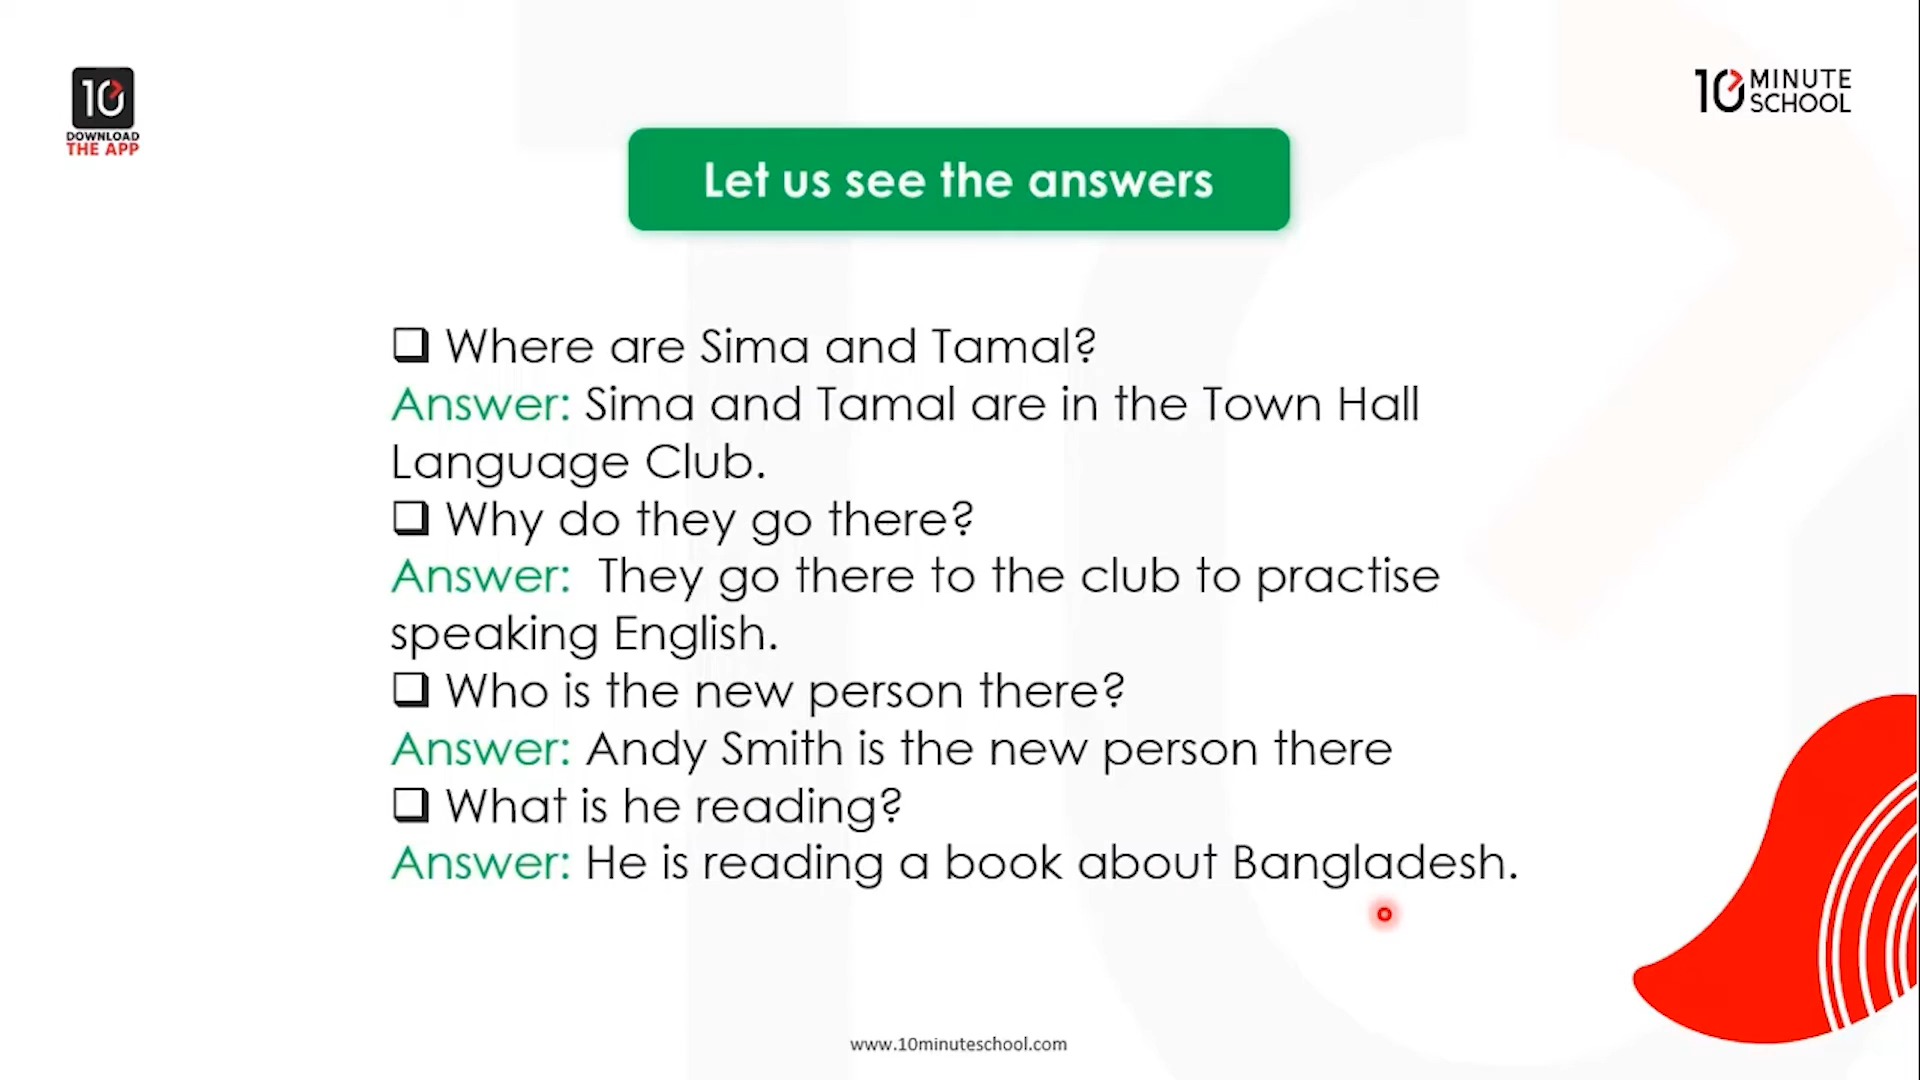 10
DOWNLOAD
THE APP
10 MINUTE
SCHOOL
Let us see the answers
❑ Where are Sima and Tamal?
Answer: Sima and Tamal are in the Town Hall
Language Club.
❑ Why do they go there?
Answer:  They go there to the club to practise
speaking English.
❑ Who is the new person there?
Answer: Andy Smith is the new person there
❑ What is he reading?
Answer: He is reading a book about Bangladesh.
www.10minuteschool.com